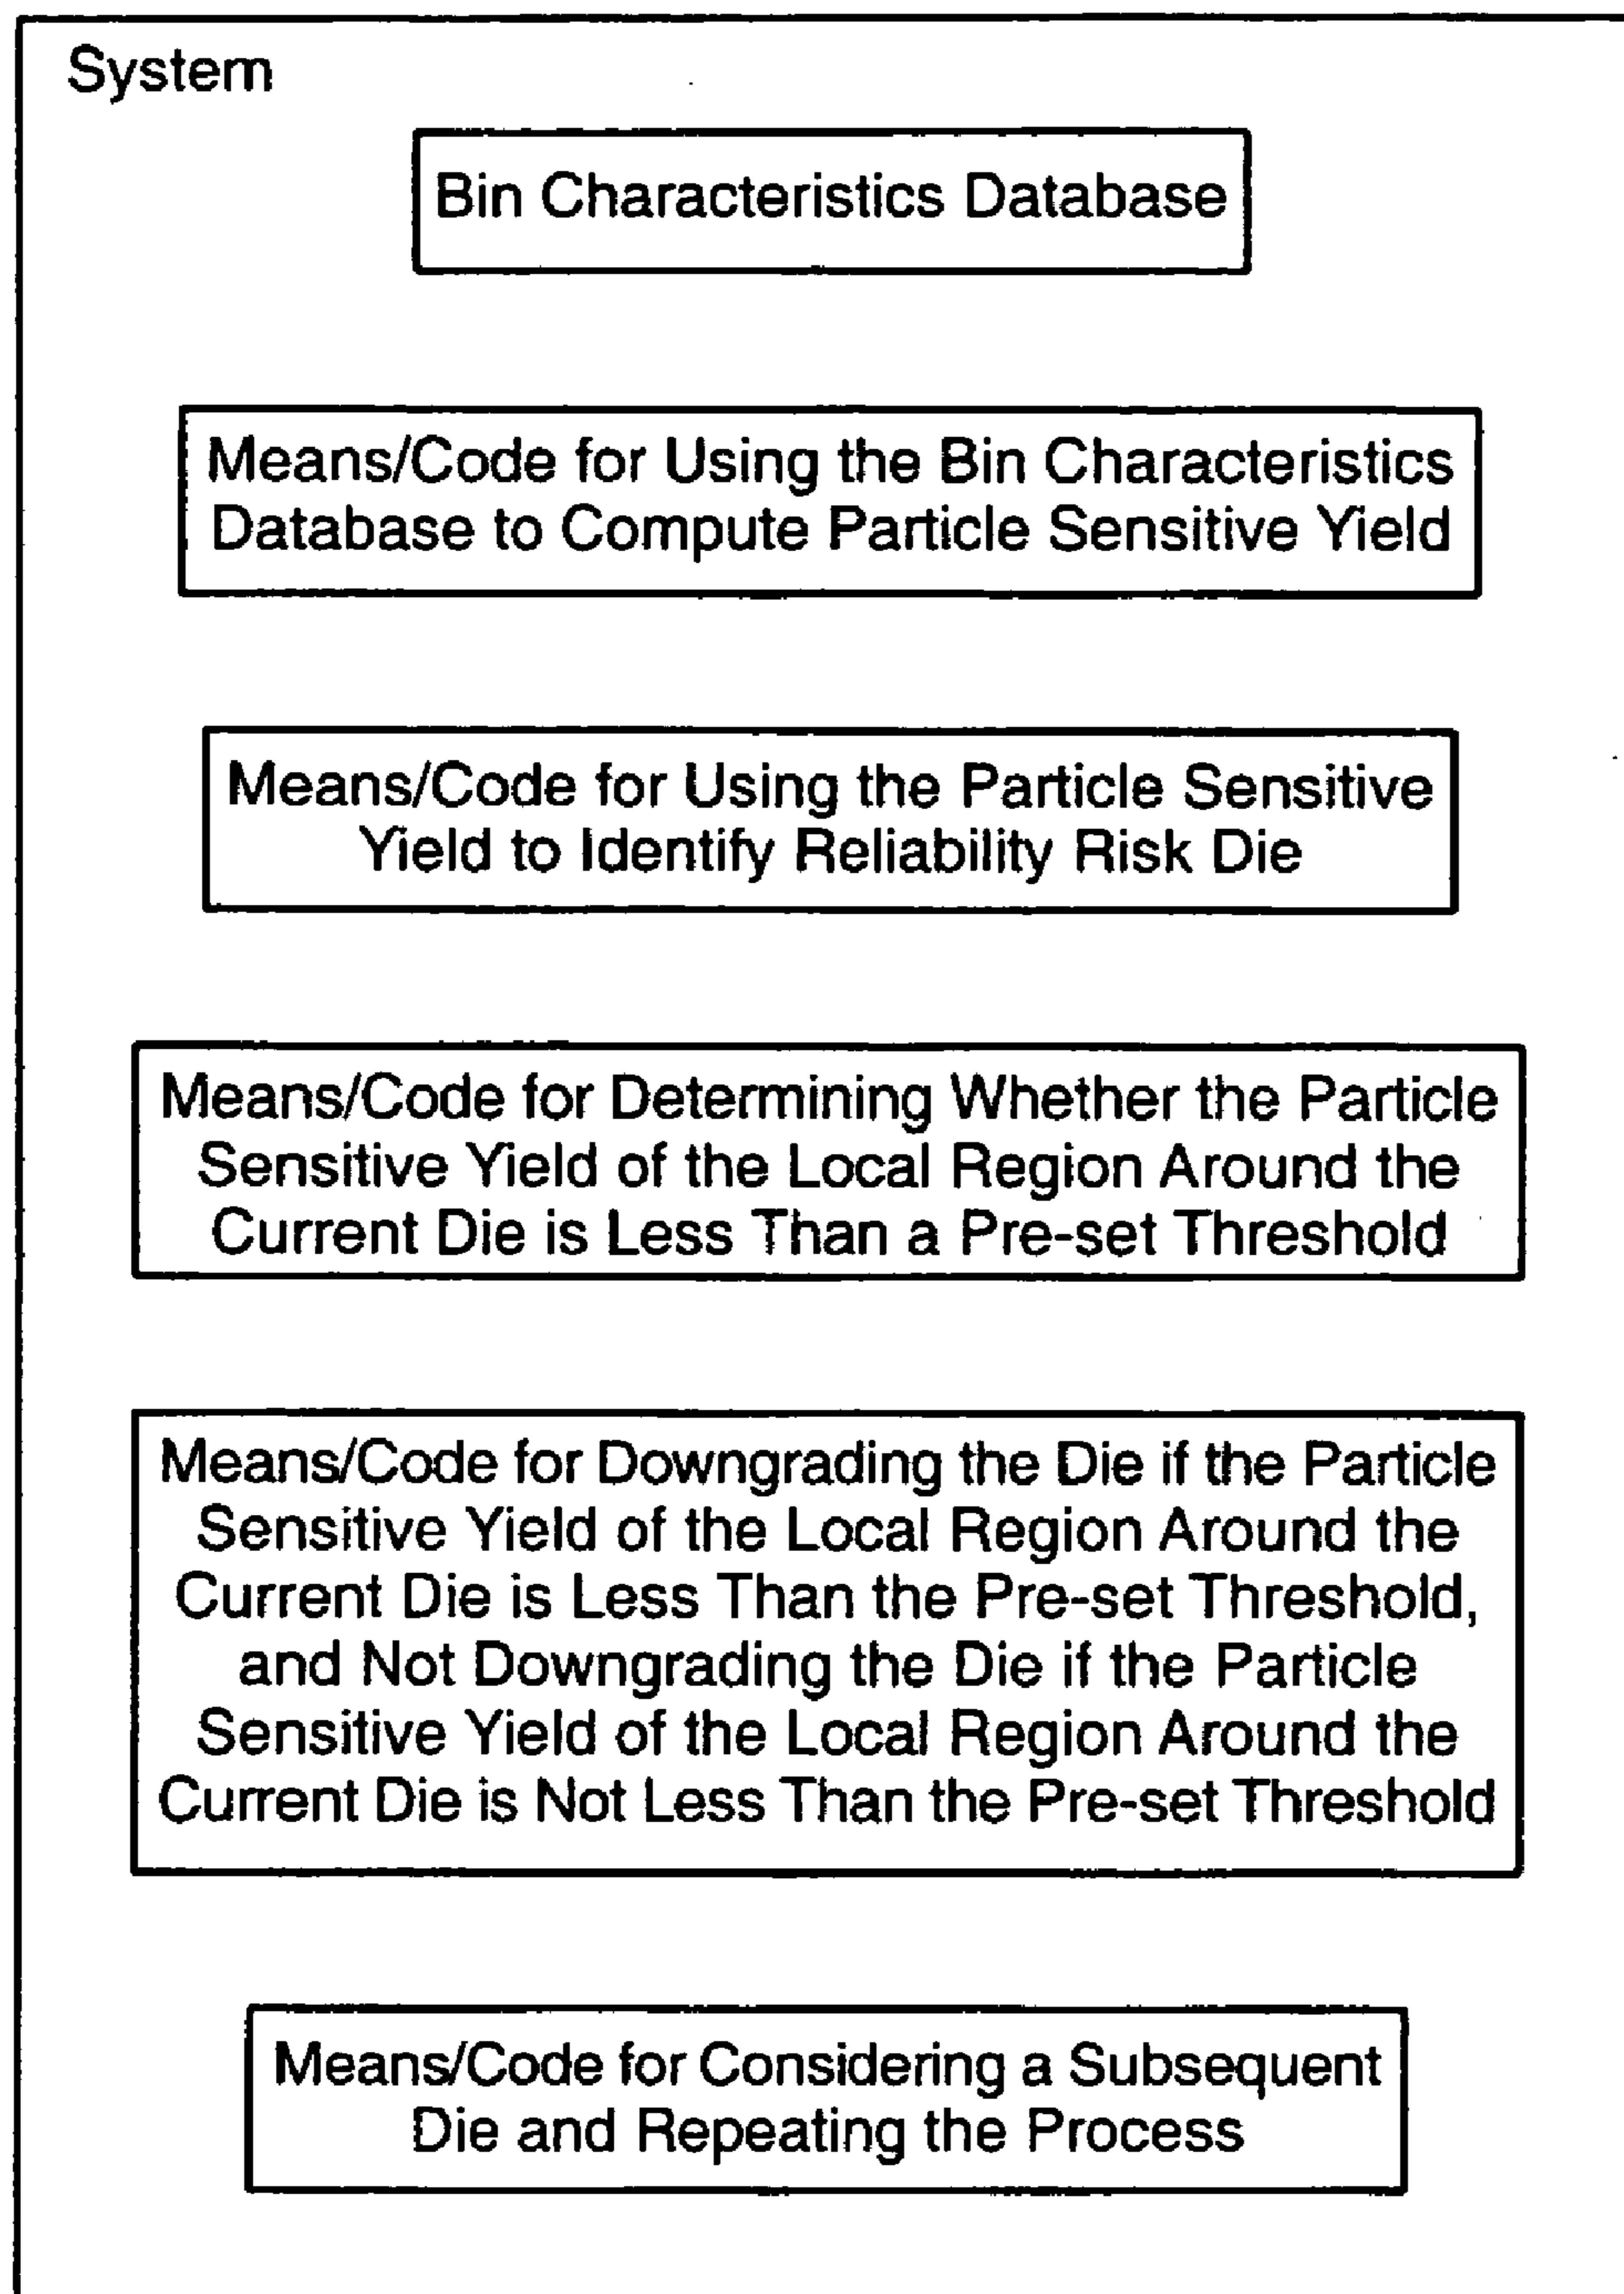 System
Bin Characteristics Database
Means/Code for Using the Bin Characteristics
Database to Compute Particle Sensitive Yield
Means/Code for Using the Particle Sensitive
Yield to Identify Reliability Risk Die
Means/Code for Determining Whether the Particle
Sensitive Yield of the Local Region Around the
Current Die is Less Than a Pre-set Threshold
Means/Code for Downgrading the Die if the Particle
Sensitive Yield of the Local Region Around the
Current Die is Less Than the Pre-set Threshold,
and Not Downgrading the Die if the Particle
Sensitive Yield of the Local Region Around the
Current Die is Not Less Than the Pre-set Threshold
Means/Code for Considering a Subsequent
Die and Repeating the Process